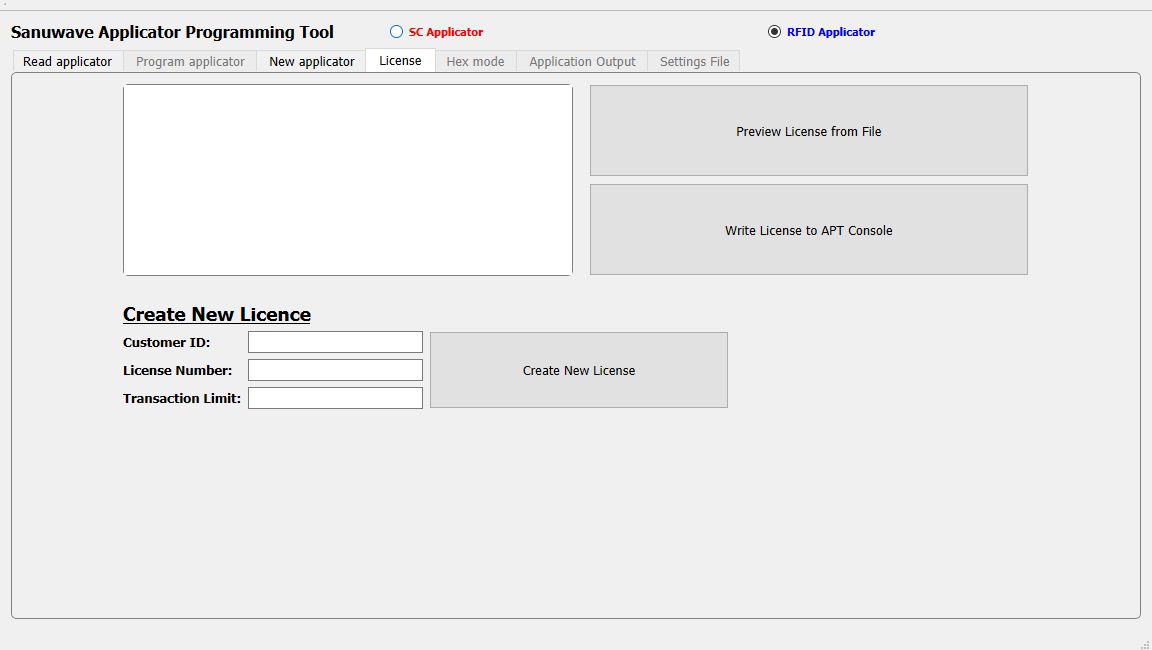 Sanuwave Applicator Programming Tool SC Applicator RFID Applicator
Read applicator Program applicator New applicator License Hex mode Application Output Settings File
Preview License from File
Write License to APT Console
Create New Licence
Customer ID:
License Number:
Create New License
Transaction Limit: